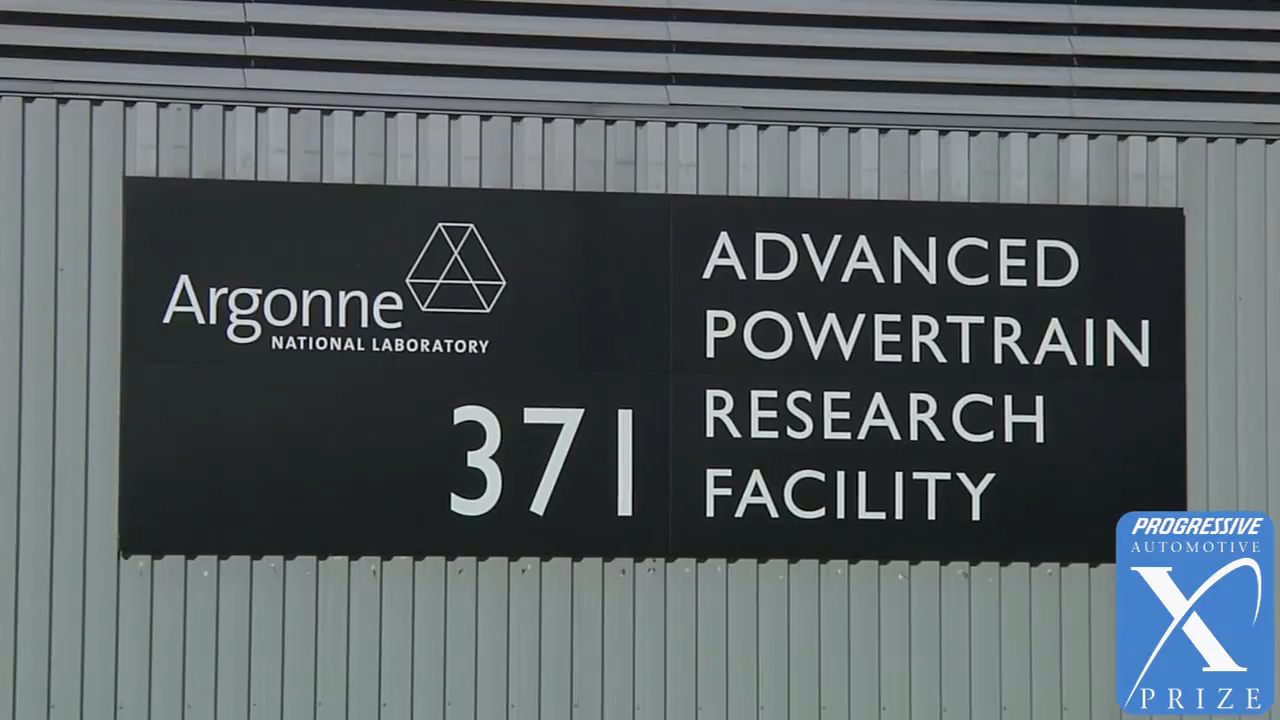 Argonne
NATIONAL LABORATORY
371
ADVANCED
POWERTRAIN
RESEARCH
FACILITY
PROGRESSIVE
AUTOMOTIVE
X
PRIZE